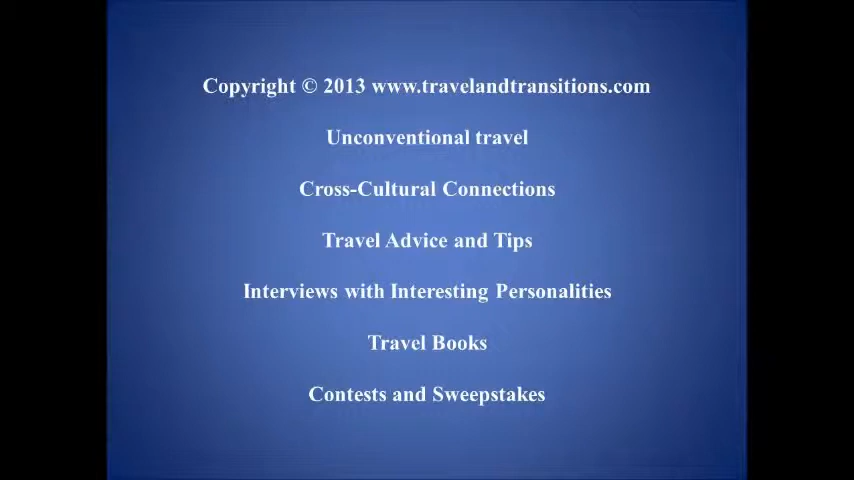 Copyright © 2013 www.travelandtransitions.com
Unconventional travel
Cross-Cultural Connections
Travel Advice and Tips
Interviews with Interesting Personalities
Travel Books
Contests and Sweepstakes